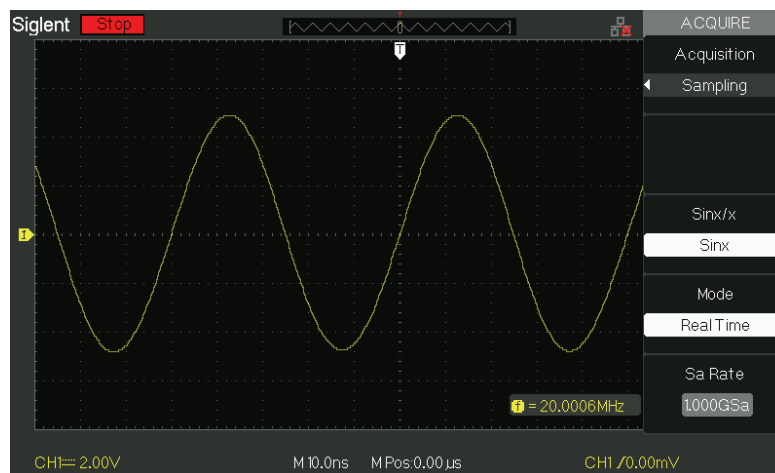 Siglent Stop
T
ACQUIRE
Acquisition
Sampling
Sinx/x
Sinx
Mode
Real Time
Sa Rate
1.000GSa
1
f = 20.0006MHz
CH1 2.00V M 10.0ns M Pos:0.00µs CH1 /0.00mV